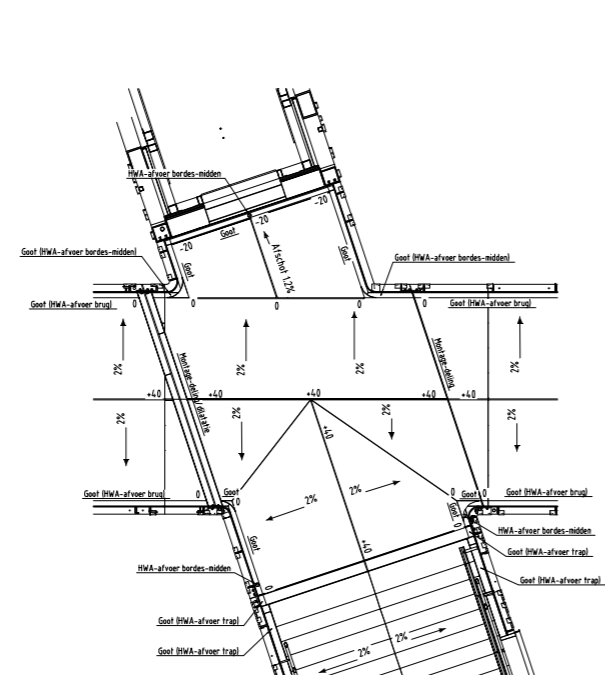 HWA-afvoer bordes-midden
-20
-20
Goot
-20
Goot (HWA-afvoer bordes-midden)
Goot
Afschot 1.2%
Goot
Goot (HWA-afvoer bordes-midden)
Goot (HWA-afvoer brug)
0
0
0
0
0
Goot (HWA-afvoer brug)
2%
2%
2%
2%
Montage-deling/dilatatie
Montage-deling
+40
+40
+40
+40
+40
2%
2%
2%
2%
+40
Goot (HWA-afvoer brug)
0
Goot
0
2%
2%
0
Goot
0
Goot (HWA-afvoer brug)
Goot
0
Goot
HWA-afvoer bordes-midden
+40
Goot (HWA-afvoer trap)
HWA-afvoer bordes-midden
0
Goot (HWA-afvoer trap)
Goot (HWA-afvoer trap)
2%
2%
Goot (HWA-afvoer trap)